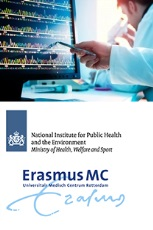 National Institute for Public Health
and the Environment
Ministry of Health, Welfare and Sport
Erasmus MC
Universitair Medisch Centrum Rotterdam
Erasmus